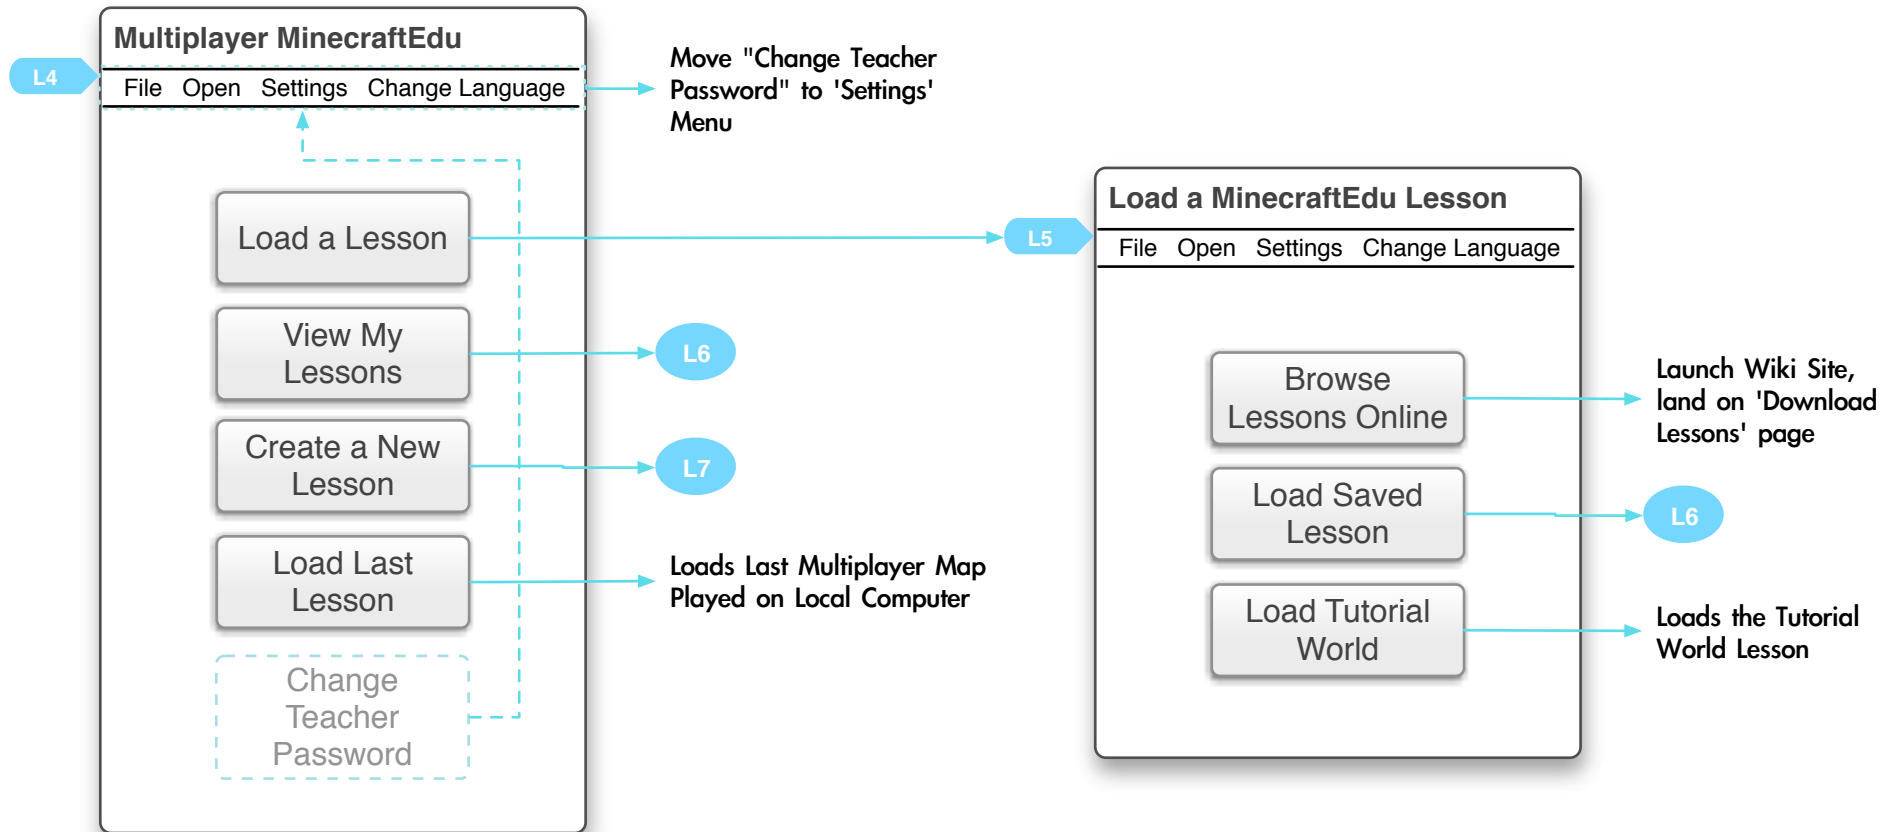 Multiplayer MinecraftEdu
L4
File Open Settings Change Language
Move "Change Teacher
Password" to 'Settings'
Menu
Load a Lesson
View My
Lessons
L6
Create a New
Lesson
L7
Load Last
Lesson
Loads Last Multiplayer Map
Played on Local Computer
Change
Teacher
Password
L5
Load a MinecraftEdu Lesson
File Open Settings Change Language
Browse
Lessons Online
Launch Wiki Site,
land on 'Download
Lessons' page
Load Saved
Lesson
L6
Load Tutorial
World
Loads the Tutorial
World Lesson